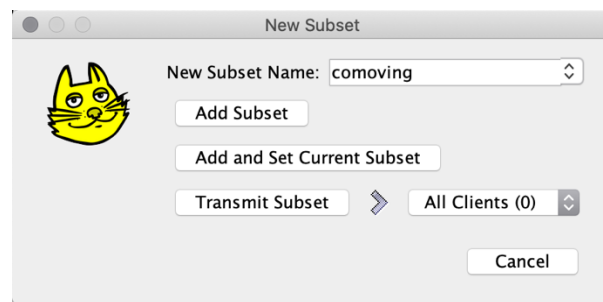 New Subset
New Subset Name: comoving
Add Subset
Add and Set Current Subset
Transmit Subset All Clients (0)
Cancel